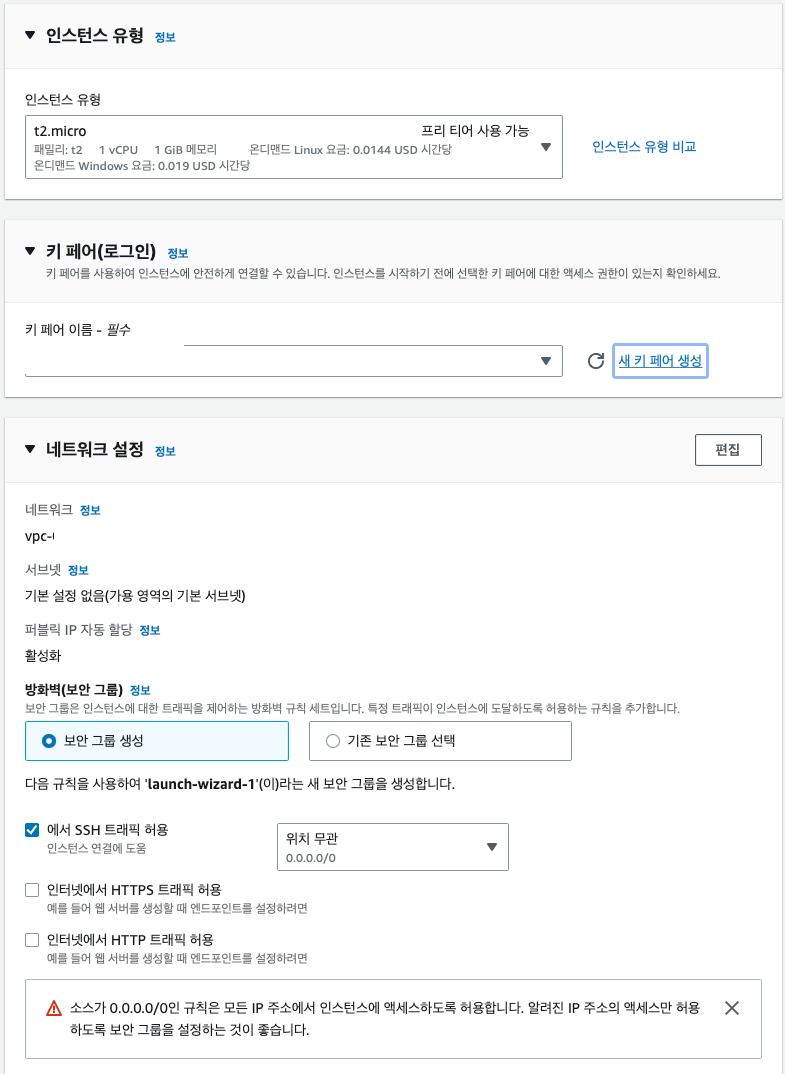 인스턴스 유형 정보
인스턴스 유형
t2.micro 프리 티어 사용 가능
패밀리: t2 1 vCPU 1 GiB 메모리 온디맨드 Linux 요금: 0.0144 USD 시간당
온디맨드 Windows 요금: 0.019 USD 시간당
인스턴스 유형 비교
키 페어(로그인) 정보
키 페어를 사용하여 인스턴스에 안전하게 연결할 수 있습니다. 인스턴스를 시작하기 전에 선택한 키 페어에 대한 액세스 권한이 있는지 확인하세요.
키 페어 이름 - 필수
새 키 페어 생성
네트워크 설정 정보
편집
네트워크 정보
vpc-
서브넷 정보
기본 설정 없음(가용 영역의 기본 서브넷)
퍼블릭 IP 자동 할당 정보
활성화
방화벽(보안 그룹) 정보
보안 그룹은 인스턴스에 대한 트래픽을 제어하는 방화벽 규칙 세트입니다. 특정 트래픽이 인스턴스에 도달하도록 허용하는 규칙을 추가합니다.
보안 그룹 생성
기존 보안 그룹 선택
다음 규칙을 사용하여 'launch-wizard-1'(이)라는 새 보안 그룹을 생성합니다.
에서 SSH 트래픽 허용
인스턴스 연결에 도움
위치 무관
0.0.0.0/0
인터넷에서 HTTPS 트래픽 허용
예를 들어 웹 서버를 생성할 때 엔드포인트를 설정하려면
인터넷에서 HTTP 트래픽 허용
예를 들어 웹 서버를 생성할 때 엔드포인트를 설정하려면
소스가 0.0.0.0/0인 규칙은 모든 IP 주소에서 인스턴스에 액세스하도록 허용합니다. 알려진 IP 주소의 액세스만 허용
하도록 보안 그룹을 설정하는 것이 좋습니다.